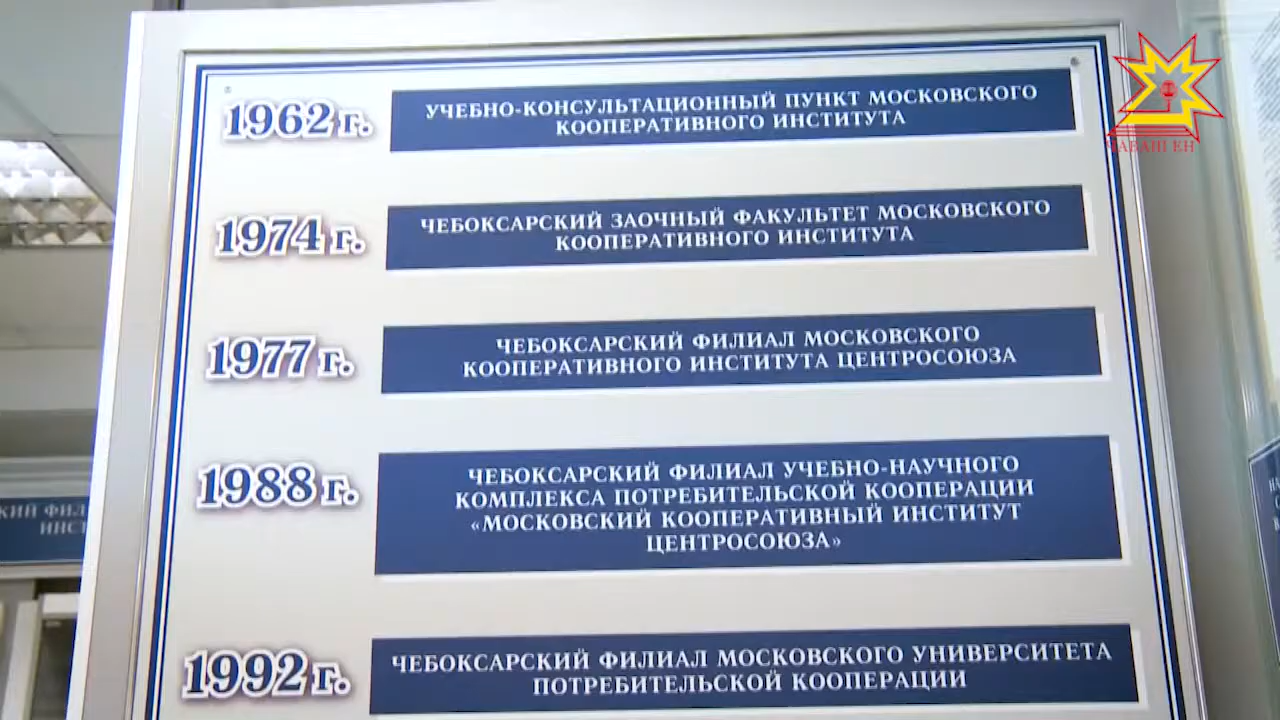 1962 г.
УЧЕБНО-КОНСУЛЬТАЦИОННЫЙ ПУНКТ МОСКОВСКОГО
КООПЕРАТИВНОГО ИНСТИТУТА
1974 г.
ЧЕБОКСАРСКИЙ ЗАОЧНЫЙ ФАКУЛЬТЕТ МОСКОВСКОГО
КООПЕРАТИВНОГО ИНСТИТУТА
1977 г.
ЧЕБОКСАРСКИЙ ФИЛИАЛ МОСКОВСКОГО
КООПЕРАТИВНОГО ИНСТИТУТА ЦЕНТРОСОЮЗА
1988 г.
ЧЕБОКСАРСКИЙ ФИЛИАЛ УЧЕБНО-НАУЧНОГО
КОМПЛЕКСА ПОТРЕБИТЕЛЬСКОЙ КООПЕРАЦИИ
«МОСКОВСКИЙ КООПЕРАТИВНЫЙ ИНСТИТУТ
ЦЕНТРОСОЮЗА»
1992 г.
ЧЕБОКСАРСКИЙ ФИЛИАЛ МОСКОВСКОГО УНИВЕРСИТЕТА
ПОТРЕБИТЕЛЬСКОЙ КООПЕРАЦИИ
ЧАВАШ ЕН